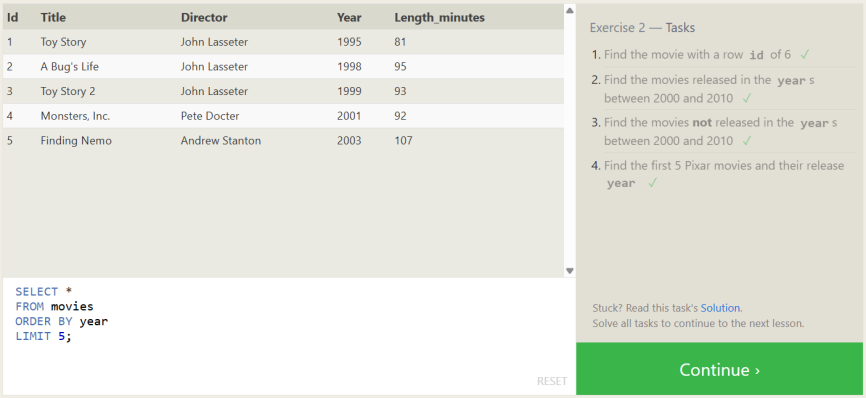 Id Title Director Year Length_minutes
1 Toy Story John Lasseter 1995 81
2 A Bug's Life John Lasseter 1998 95
3 Toy Story 2 John Lasseter 1999 93
4 Monsters, Inc. Pete Docter 2001 92
5 Finding Nemo Andrew Stanton 2003 107
SELECT *
FROM movies
ORDER BY year
LIMIT 5;
RESET
Exercise 2 — Tasks
1. Find the movie with a row id of 6 ✓
2. Find the movies released in the year s
between 2000 and 2010 ✓
3. Find the movies not released in the year s
between 2000 and 2010 ✓
4. Find the first 5 Pixar movies and their release
year ✓
Stuck? Read this task's Solution.
Solve all tasks to continue to the next lesson.
Continue ›